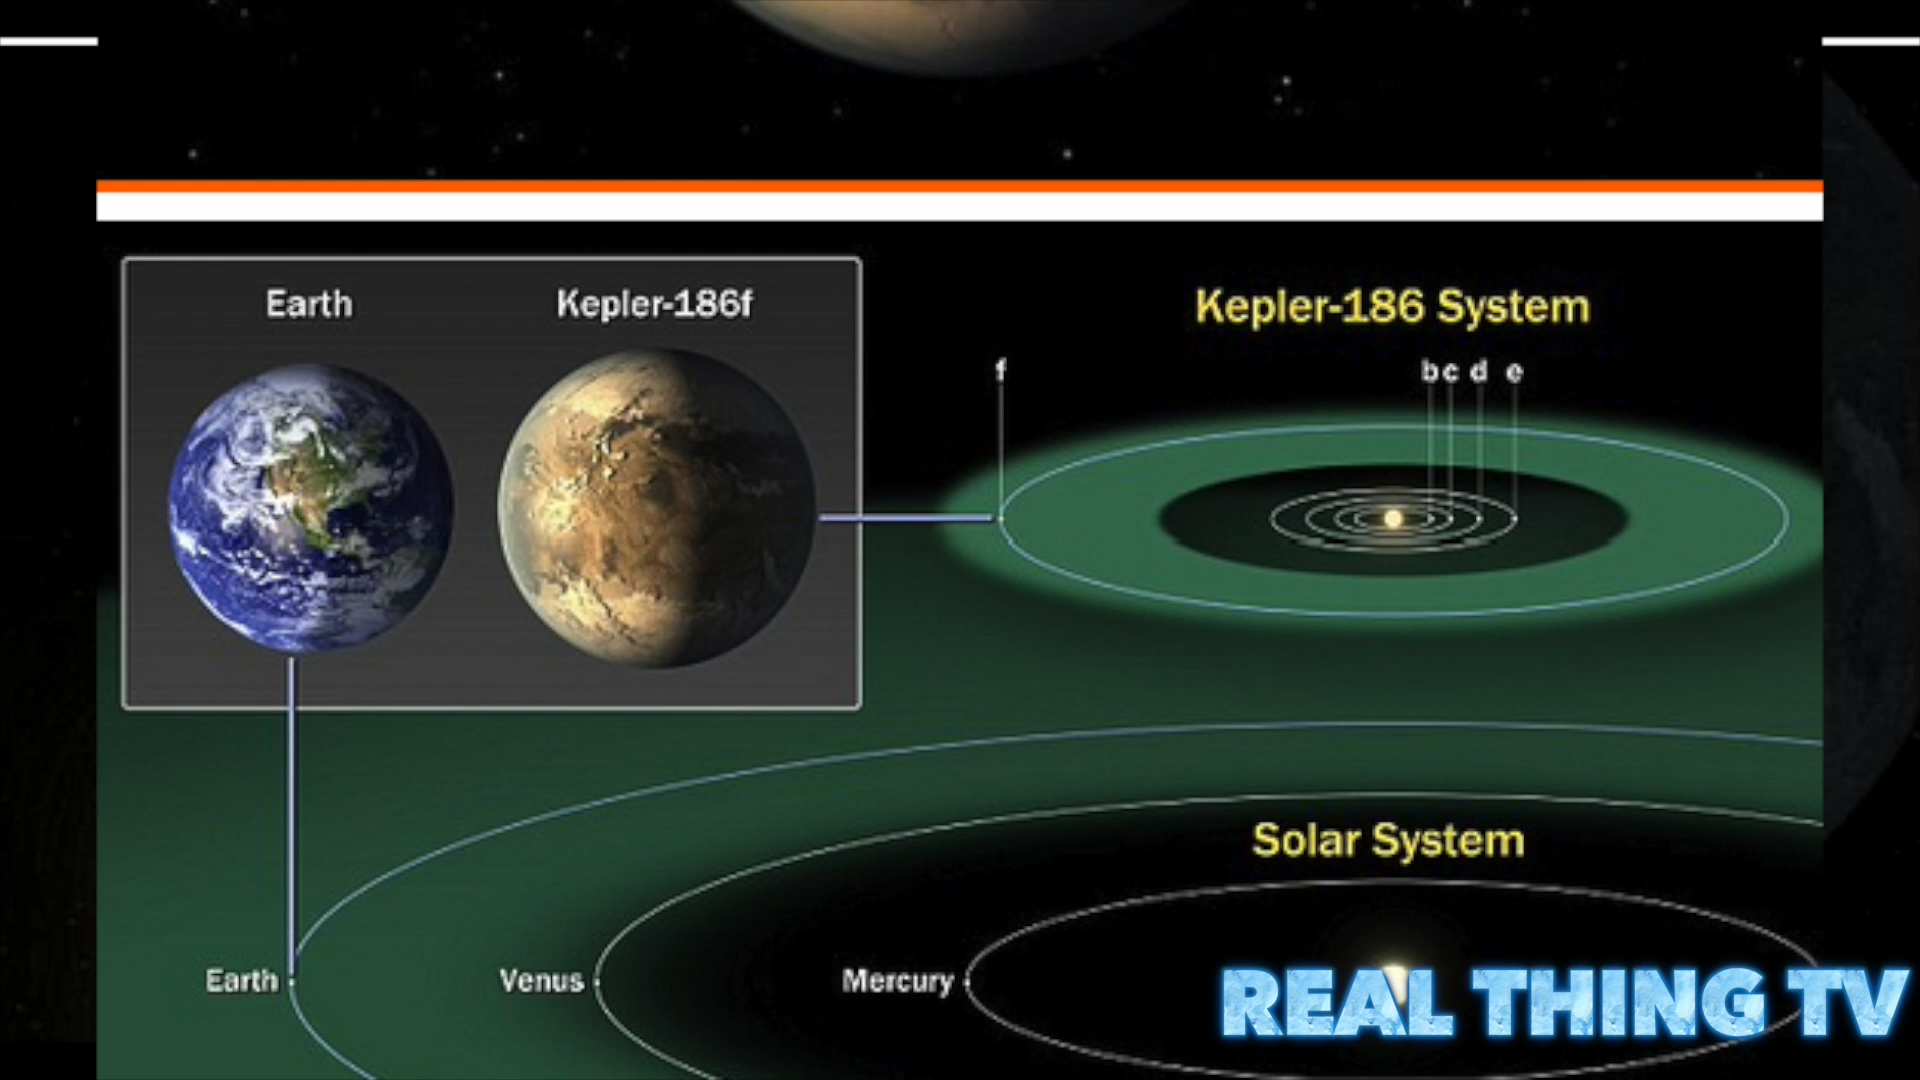 Earth
Kepler-186f
Kepler-186 System
f
b c d e
Solar System
Earth
Venus
Mercury
REAL THING TV